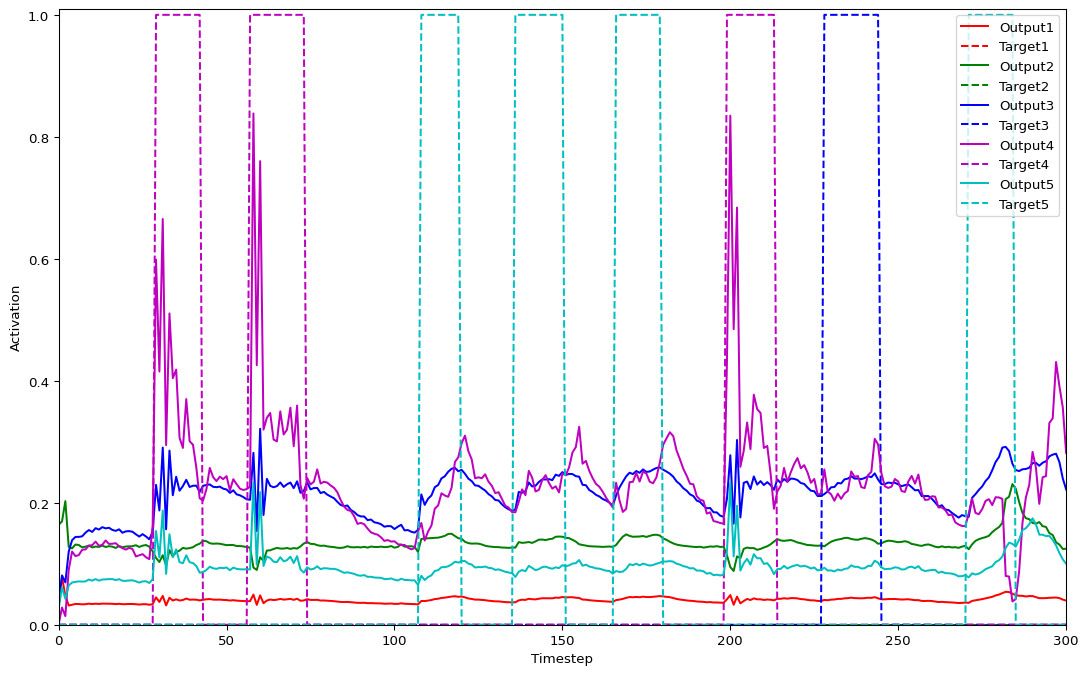 1.0
0.8
0.6
0.4
0.2
0.0
Activation
0
50
100
150
200
250
300
Timestep
Output1
Target1
Output2
Target2
Output3
Target3
Output4
Target4
Output5
Target5